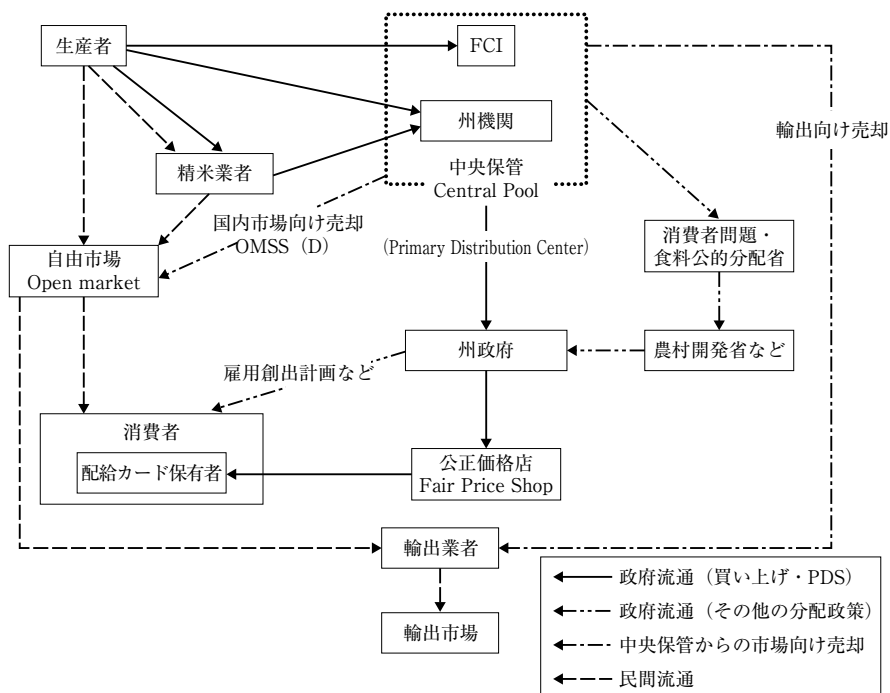 生産者
FCI
州機関
輸出向け売却
精米業者
中央保管
Central Pool
国内市場向け売却
OMSS（D）
(Primary Distribution Center)
消費者問題・
食料公的分配省
自由市場
Open market
州政府
農村開発省など
雇用創出計画など
消費者
配給カード保有者
公正価格店
Fair Price Shop
輸出業者
輸出市場
政府流通（買い上げ・PDS）
政府流通（その他の分配政策）
中央保管からの市場向け売却
民間流通